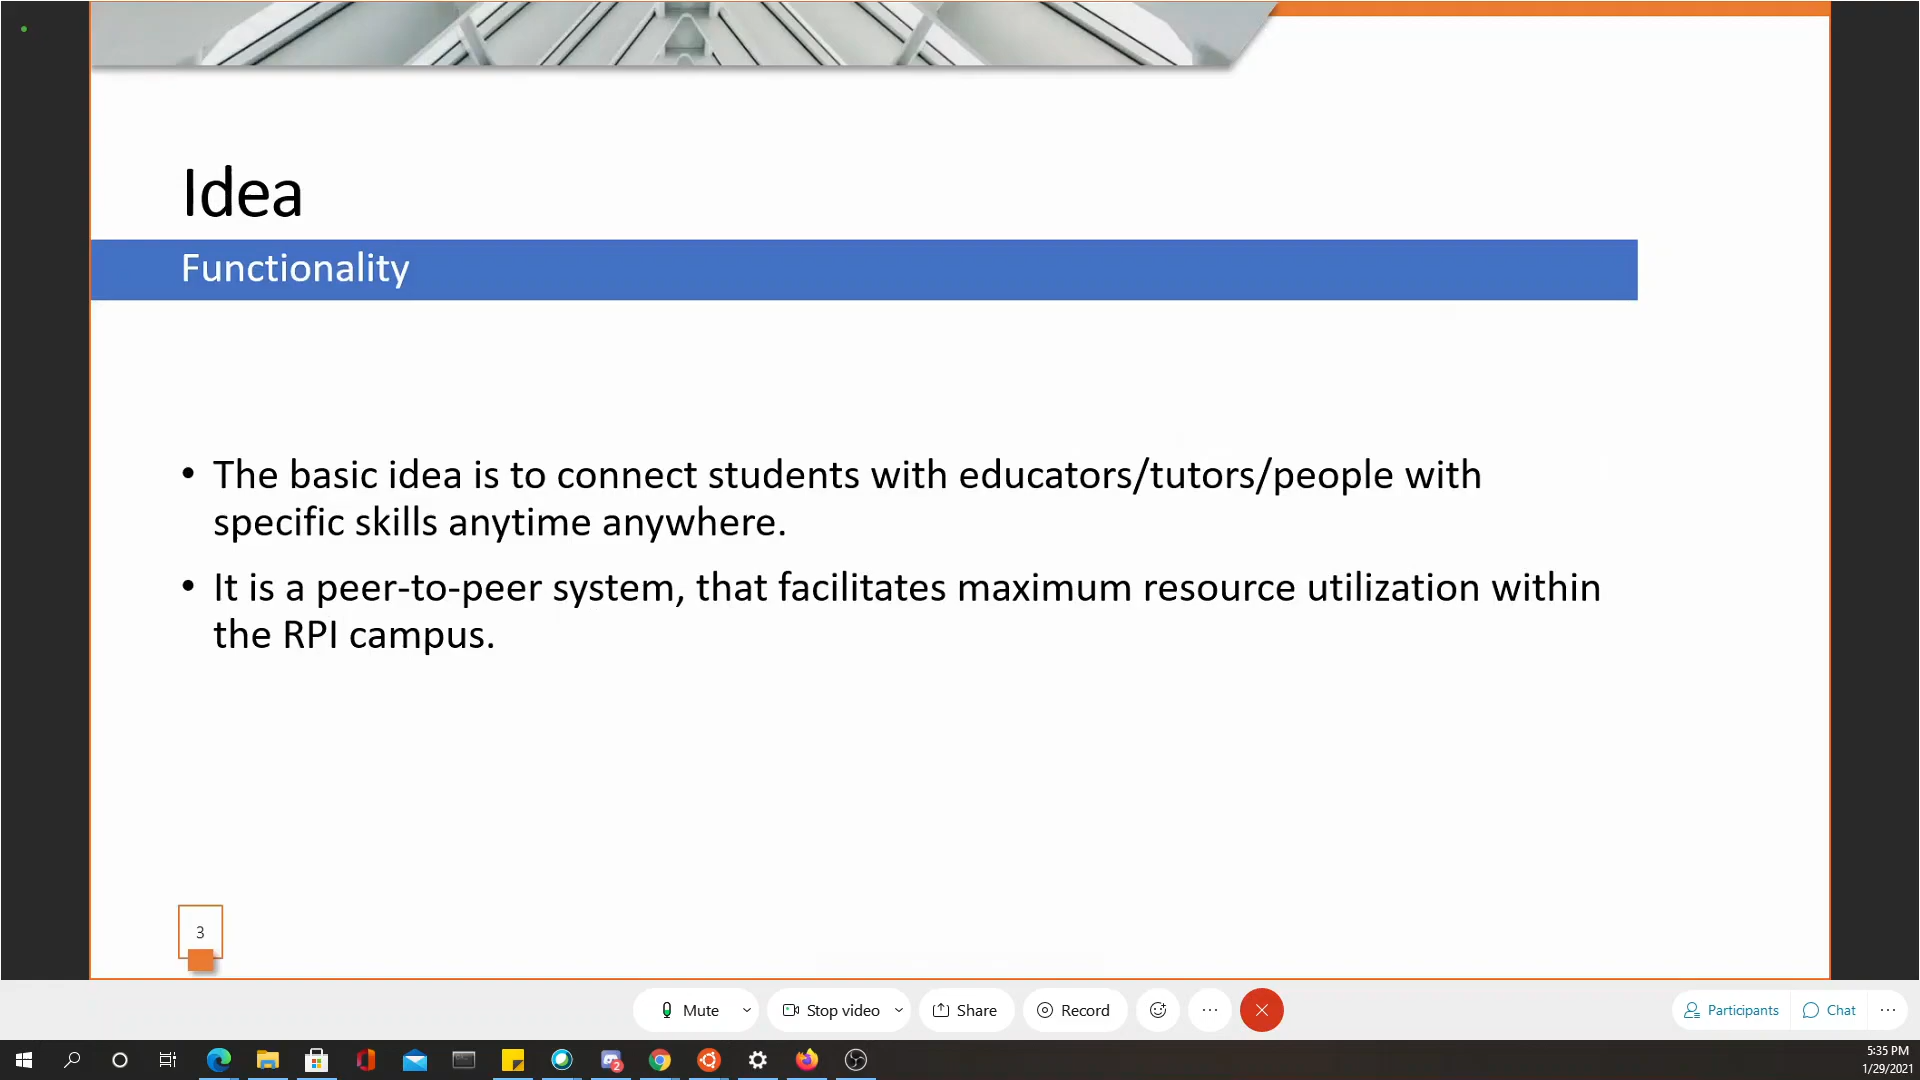 Idea
Functionality
• The basic idea is to connect students with educators/tutors/people with
specific skills anytime anywhere.
• It is a peer-to-peer system, that facilitates maximum resource utilization within
the RPI campus.
3
Mute
Stop video
Share
Record
Participants
Chat
2
5:35 PM
1/29/2021